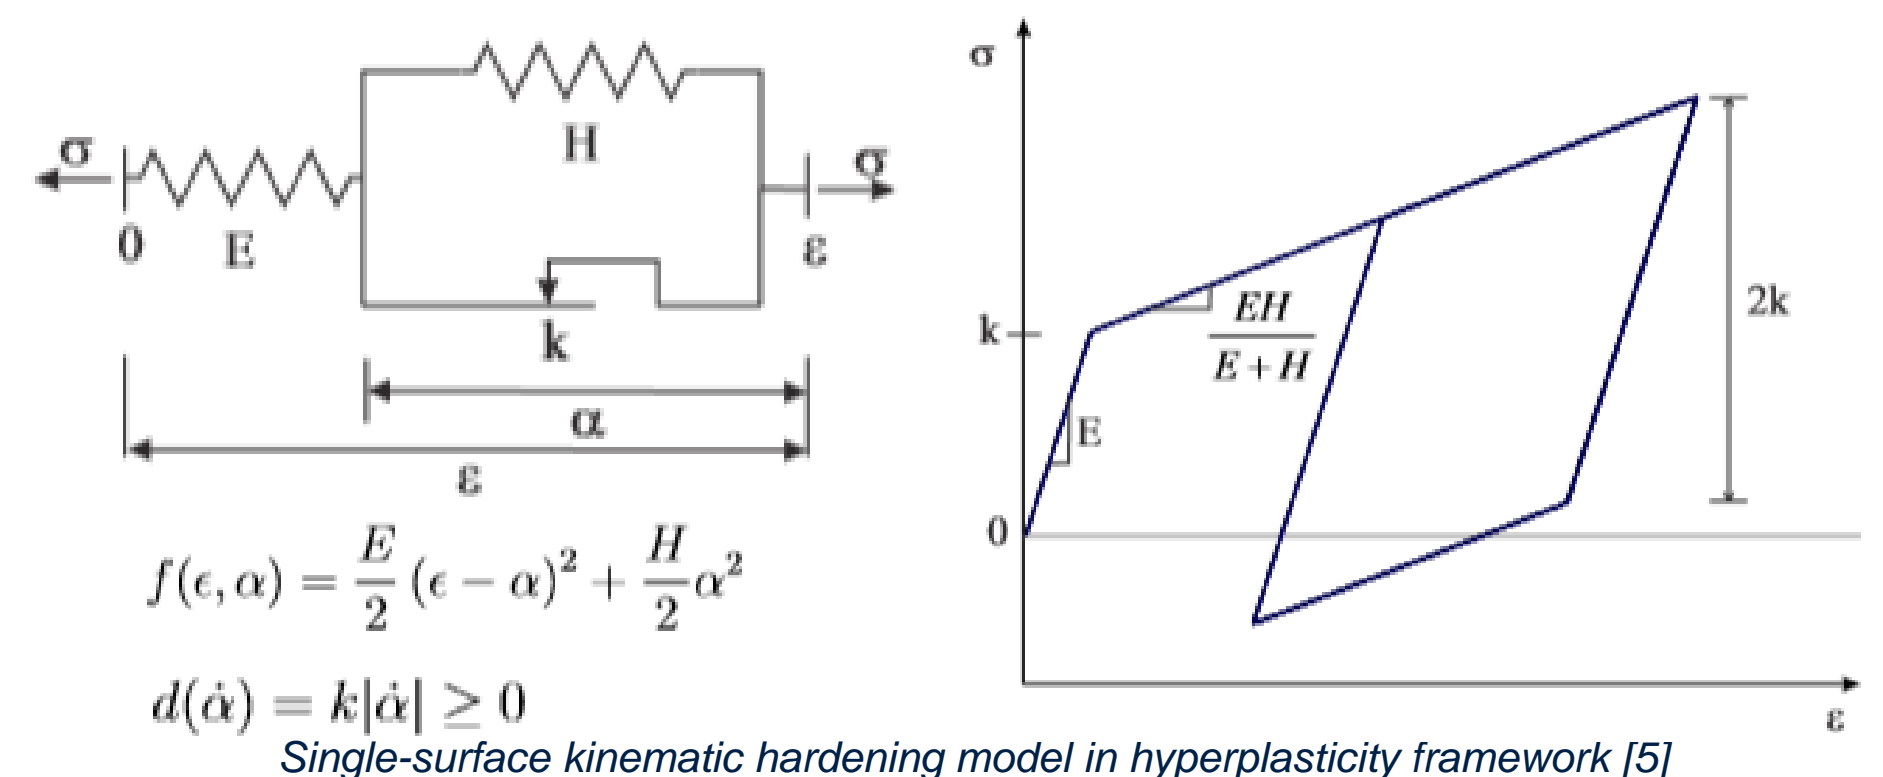 σ
H
σ
0
E
ε
k
α
ε
f(ϵ, α) = E/2 (ϵ − α)² + H/2 α²
d(α̇) = k|α̇| ≥ 0
σ
k
0
E
EH
E + H
2k
ε
Single-surface kinematic hardening model in hyperplasticity framework [5]